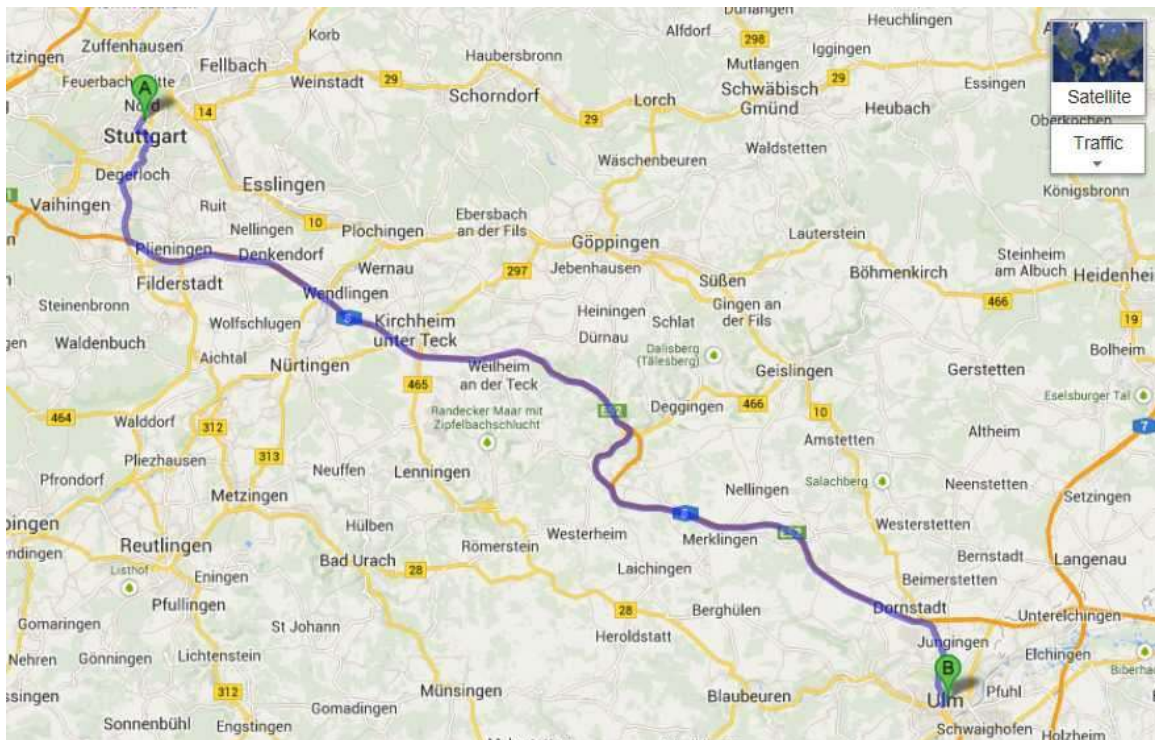 Zuffenhausen
Korb
Haubersbronn
Alfdorf
298
Iggingen
Heuchlingen
Mutlangen
Feuerbach
Fellbach
Weinstadt
29
Schorndorf
Lorch
Schwäbisch
Gmünd
29
Essingen
Heubach
Satellite
Oberkochen
A
Nord
14
Stuttgart
29
Waldstetten
Traffic
Degerloch
Wäschenbeuren
Esslingen
Königsbronn
Vaihingen
Ruit
Nellingen
10
Plochingen
Ebersbach
an der Fils
Göppingen
Lauterstein
Plieningen
Denkendorf
Wernau
297
Jebenhausen
Süßen
Böhmenkirch
Steinheim
am Albuch
Heidenhe
Filderstadt
Steinenbronn
Wendlingen
Heiningen
Gingen an
der Fils
466
19
Wolfschlugen
Kirchheim
unter Teck
Schlat
Waldenbuch
Dürnau
Bolheim
Aichtal
Nürtingen
Weilheim
an der Teck
Dalisberg
(Tälesberg)
Geislingen
Gerstetten
465
Eselsburger Tal
464
Walddorf
312
Randecker Maar mit
Zipfelbachschlucht
Deggingen
466
10
Altheim
7
Amstetten
Pliezhausen
313
Neuffen
Lenningen
Pfrondorf
Metzingen
Nellingen
Salachberg
Neenstetten
Setzingen
Hülben
Westerheim
Merklingen
Westerstetten
Reutlingen
Römerstein
Bernstadt
Langenau
Listhof
Eningen
Bad Urach
28
Laichingen
Beimerstetten
Pfullingen
28
Berghülen
Dornstadt
Unterelchingen
Gomaringen
St Johann
Heroldstatt
Jungingen
Elchingen
Nehren
Gönningen
Lichtenstein
B
312
Münsingen
Blaubeuren
Ulm
Pfuhl
Gomadingen
Sonnenbühl
Engstingen
Schwaighofen
Holzheim